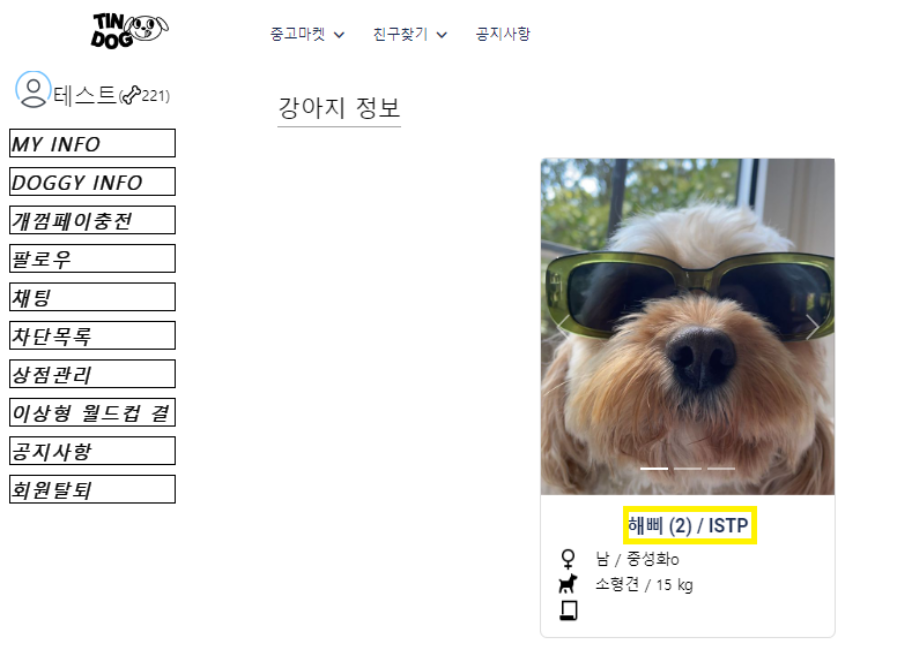 TIN
DOG
중고마켓 친구찾기 공지사항
테스트(221)
강아지 정보
MY INFO
DOGGY INFO
개껌페이충전
팔로우
채팅
차단목록
상점관리
이상형 월드컵 결
공지사항
회원탈퇴
해삐 (2) / ISTP
남 / 중성화o
소형견 / 15 kg